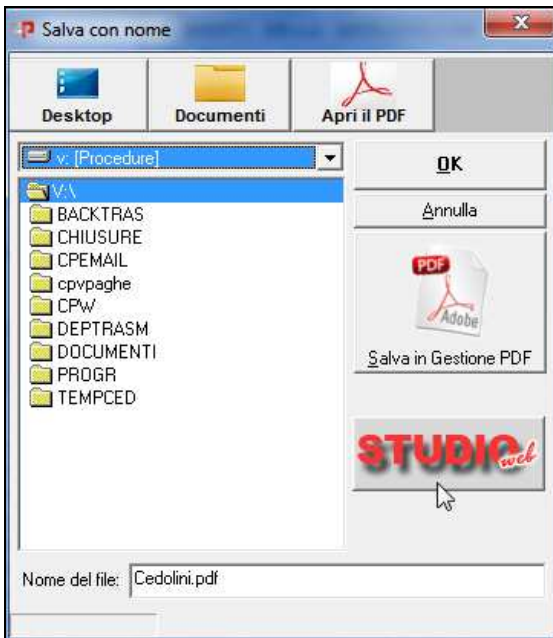 Salva con nome
Desktop
Documenti
Apri il PDF
v: [Procedure]
OK
V:\
BACKTRAS
Annulla
CHIUSURE
CPEMAIL
cpvpaghe
CPW
DEPTRASM
DOCUMENTI
PROGR
TEMPCED
PDF
Adobe
Salva in Gestione PDF
STUDIO web
Nome del file: Cedolini.pdf